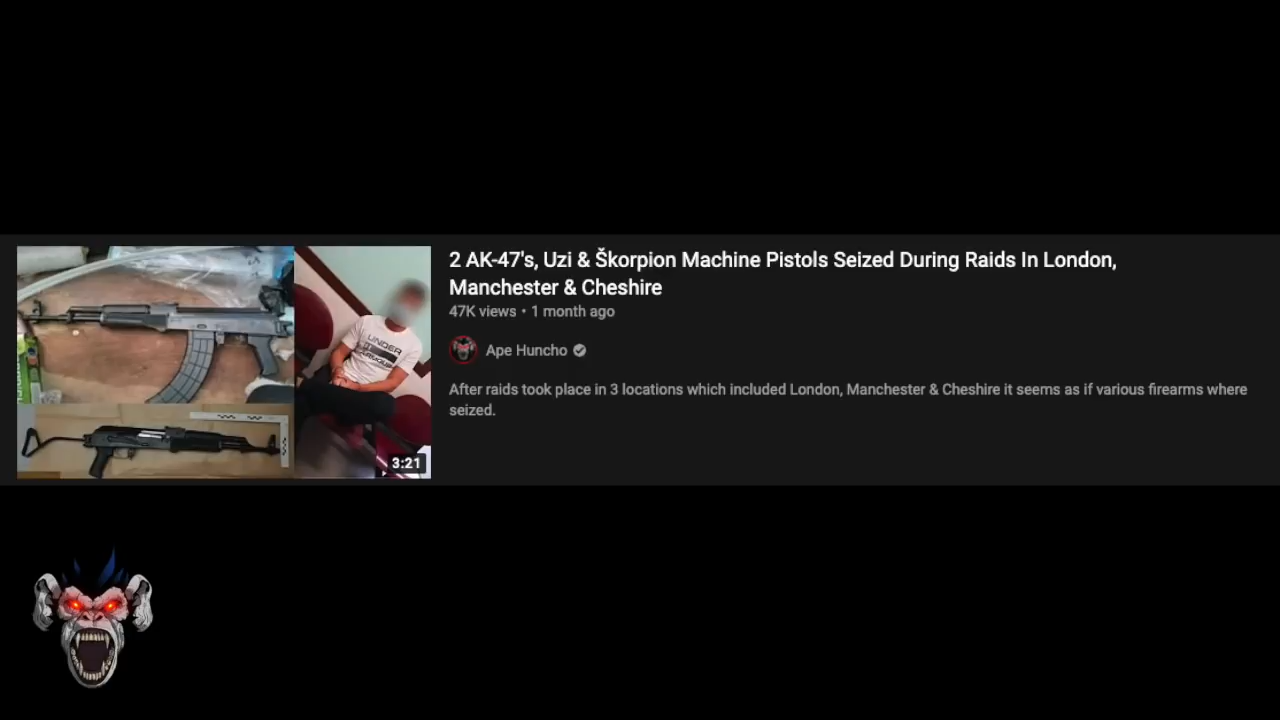 2 AK-47's, Uzi & Škorpion Machine Pistols Seized During Raids In London,
Manchester & Cheshire
47K views • 1 month ago
Ape Huncho
After raids took place in 3 locations which included London, Manchester & Cheshire it seems as if various firearms where
seized.
UNDER
3:21